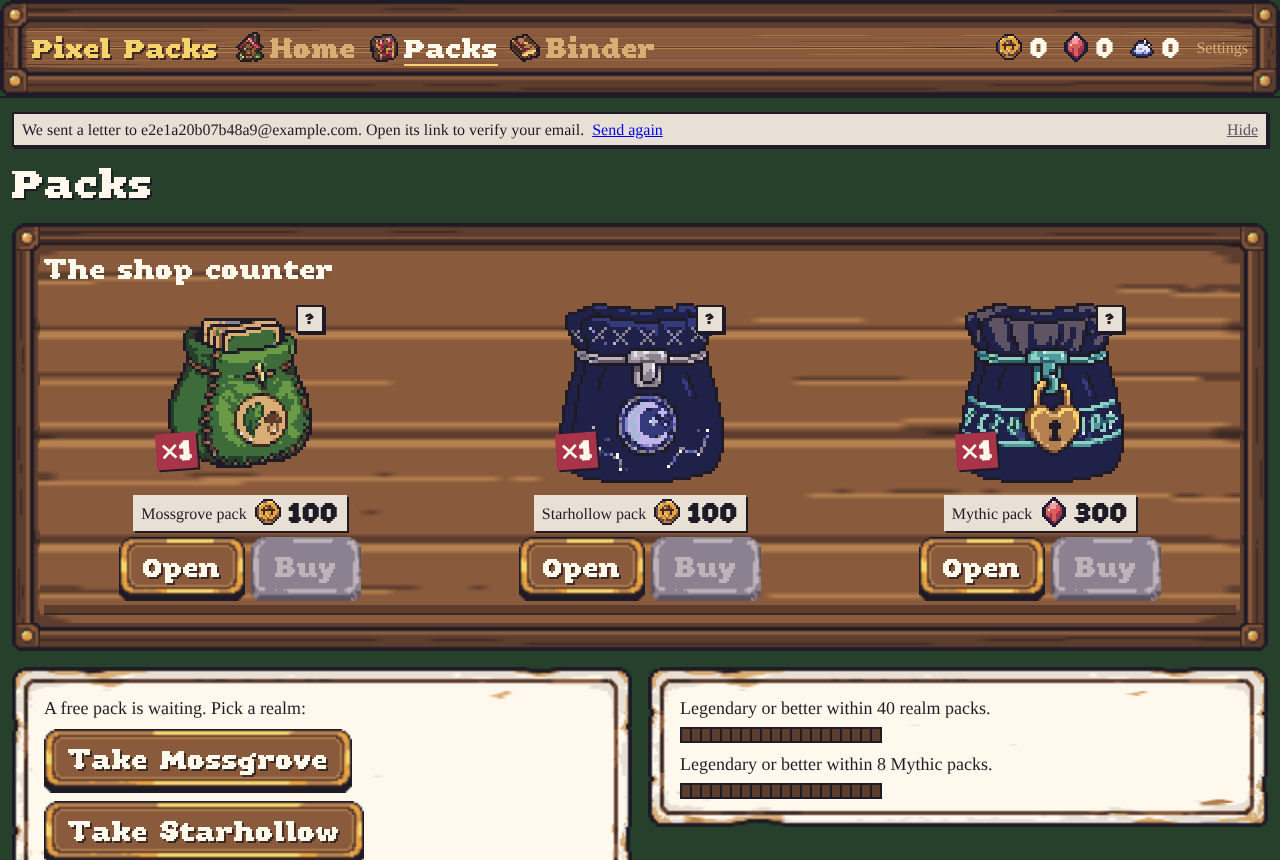 Pixel Packs Home Packs Binder 0 0 0 Settings
We sent a letter to e2e1a20b07b48a9@example.com. Open its link to verify your email. Send again Hide
Packs
The shop counter
? ? ?
×1 ×1 ×1
Mossgrove pack 100 Starhollow pack 100 Mythic pack 300
Open Buy Open Buy Open Buy
A free pack is waiting. Pick a realm:
Take Mossgrove
Take Starhollow
Legendary or better within 40 realm packs.
Legendary or better within 8 Mythic packs.